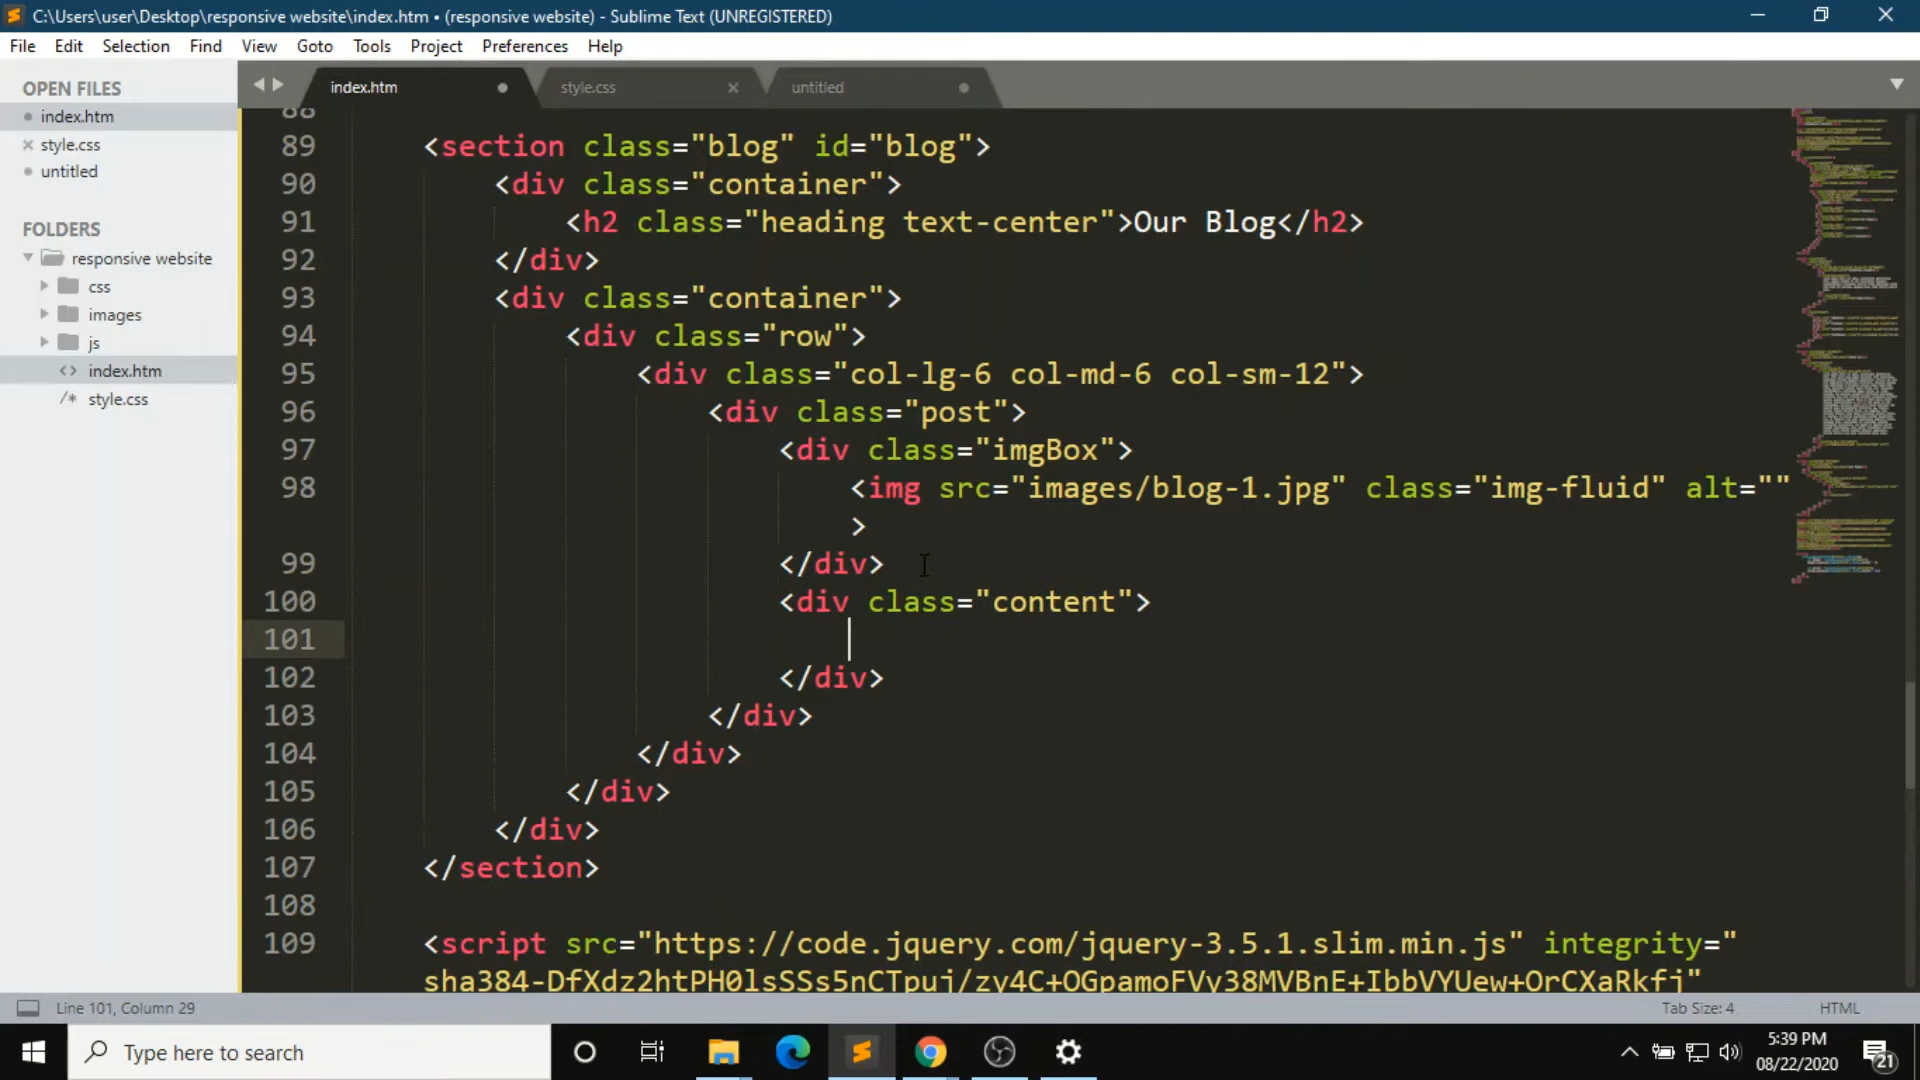 C:\Users\user\Desktop\responsive website\index.htm • (responsive website) - Sublime Text (UNREGISTERED)
File Edit Selection Find View Goto Tools Project Preferences Help
OPEN FILES
index.htm
style.css
untitled
FOLDERS
responsive website
css
images
js
index.htm
style.css
index.htm style.css untitled
88
89 <section class="blog" id="blog">
90 <div class="container">
91 <h2 class="heading text-center">Our Blog</h2>
92 </div>
93 <div class="container">
94 <div class="row">
95 <div class="col-lg-6 col-md-6 col-sm-12">
96 <div class="post">
97 <div class="imgBox">
98 <img src="images/blog-1.jpg" class="img-fluid" alt=""
>
99 </div>
100 <div class="content">
101
102 </div>
103 </div>
104 </div>
105 </div>
106 </div>
107 </section>
108
109 <script src="https://code.jquery.com/jquery-3.5.1.slim.min.js" integrity="
sha384-DfXdz2htPH0lsSSs5nCTpuj/zy4C+OGpamoFVy38MVBnE+IbbVYUew+OrCXaRkfj"
Line 101, Column 29
Tab Size: 4
HTML
Type here to search
5:39 PM
08/22/2020
21